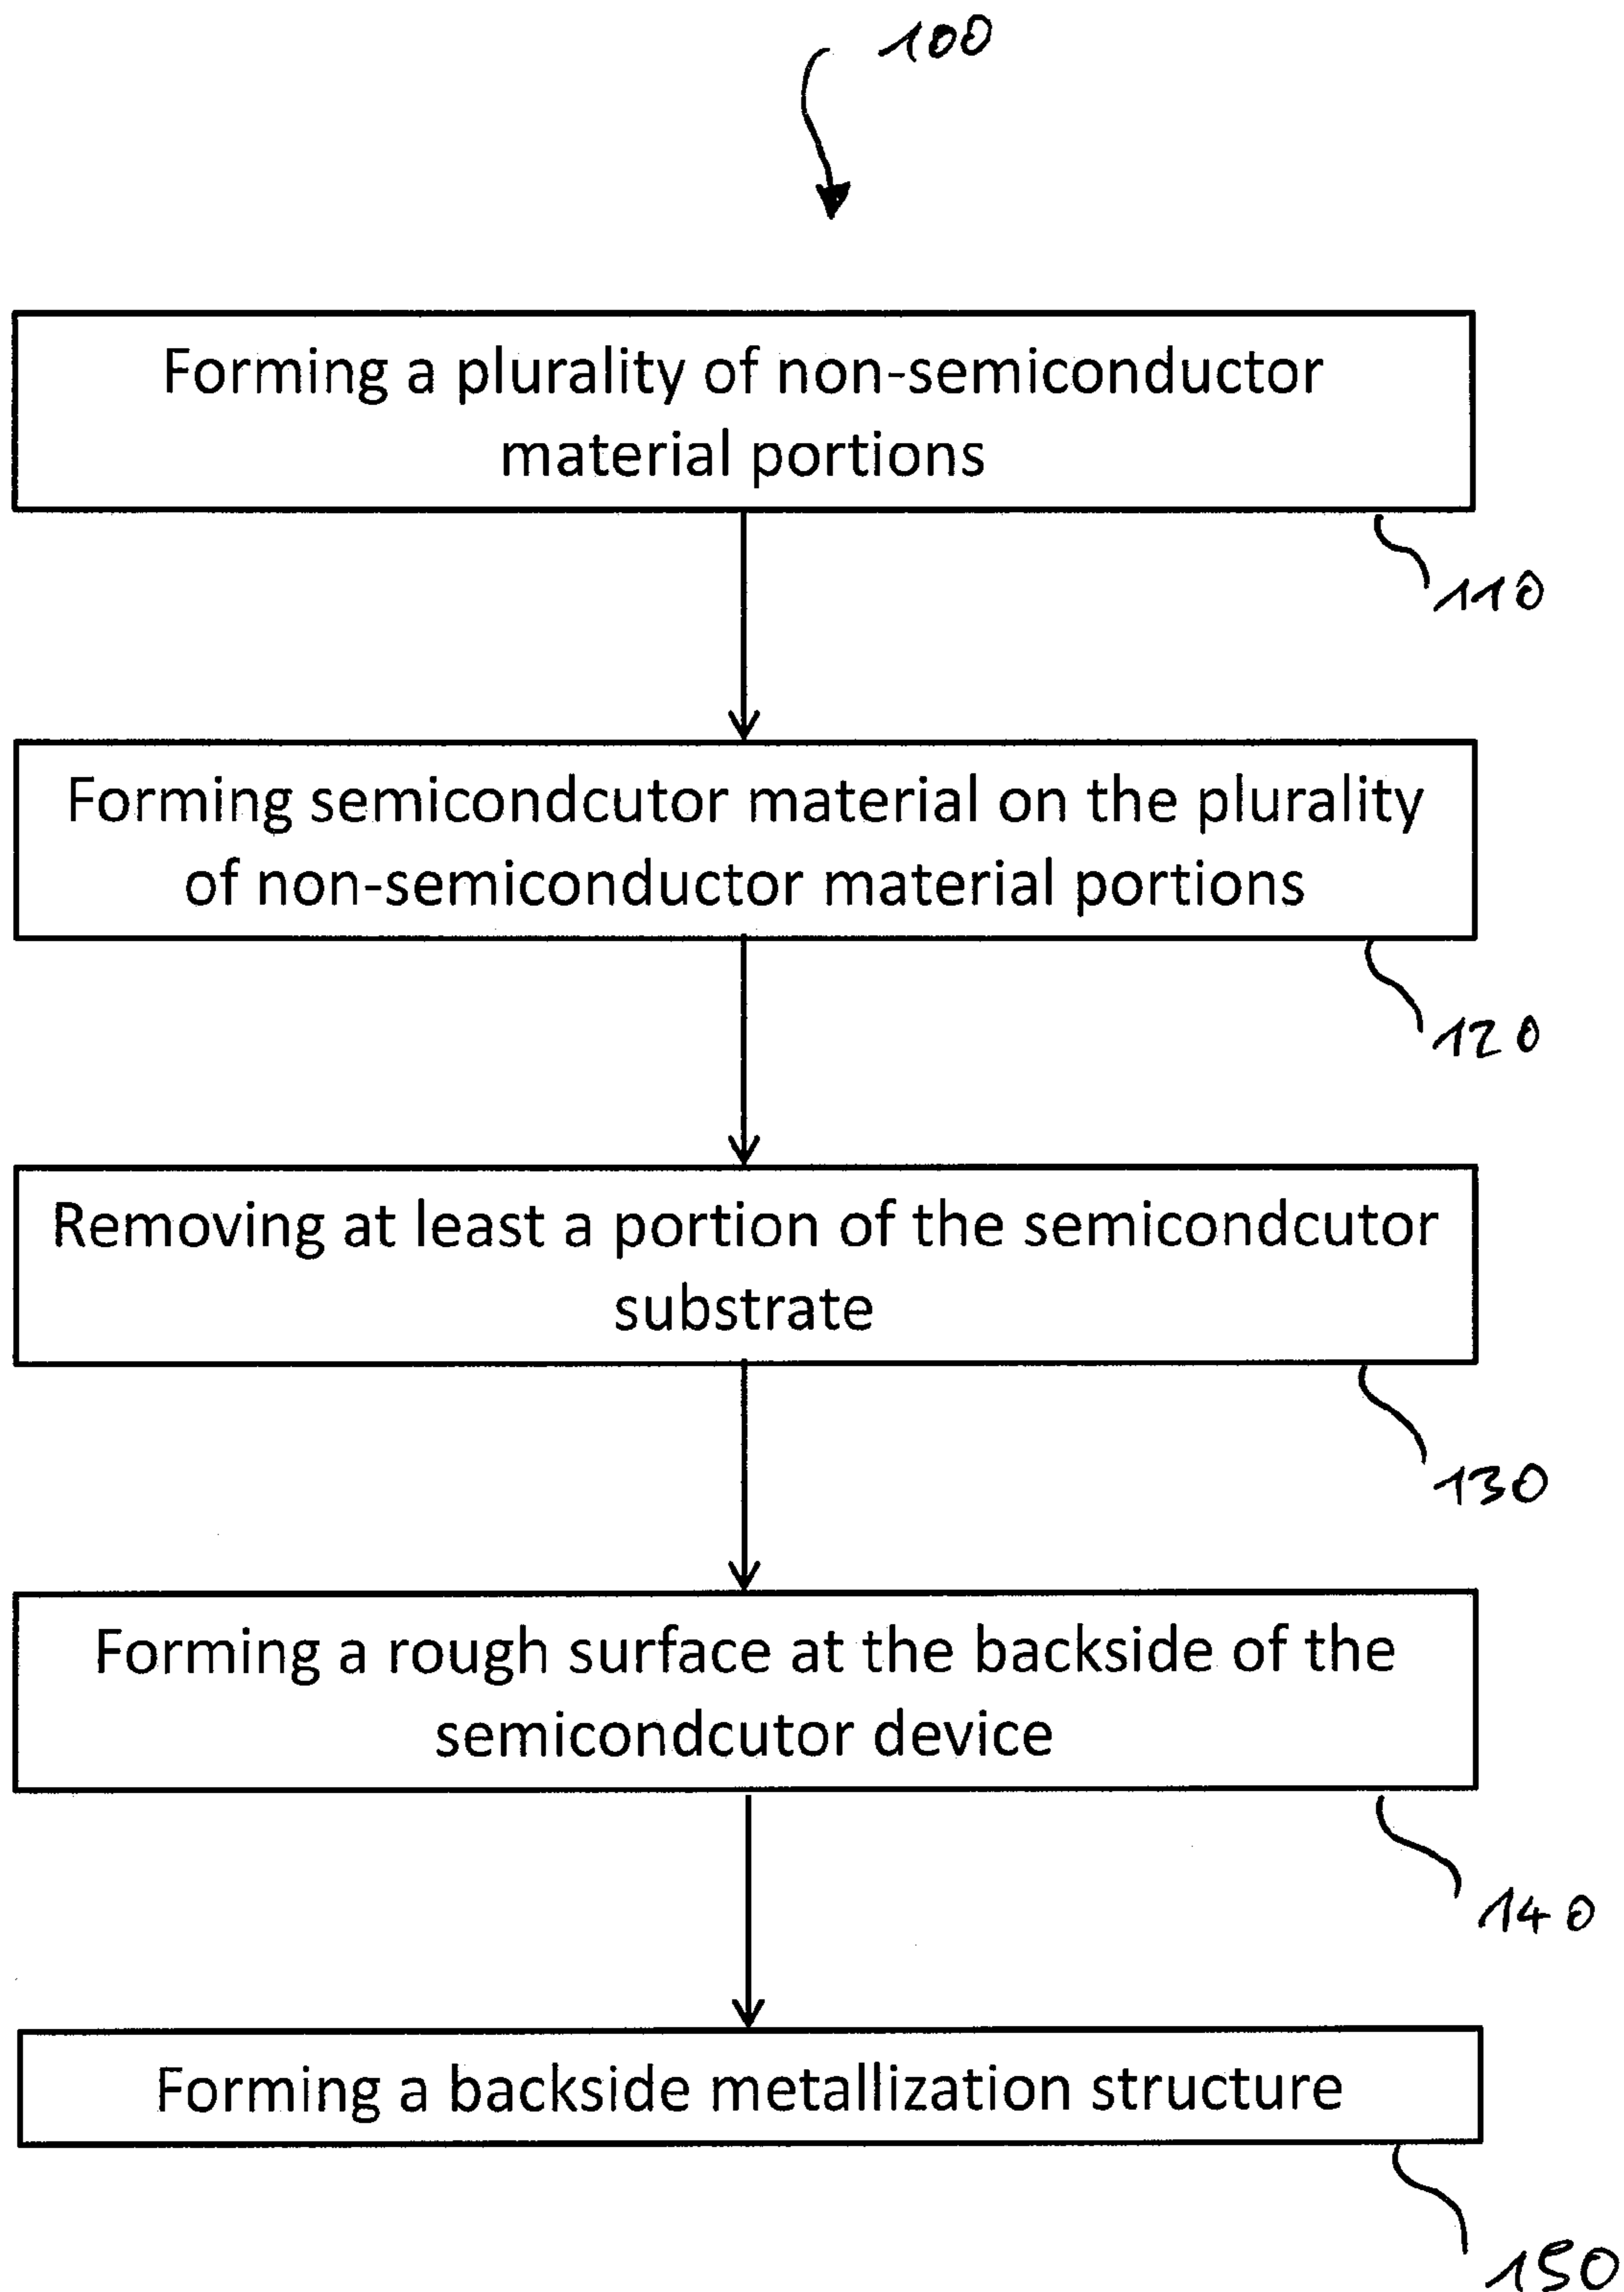 100
Forming a plurality of non-semiconductor
material portions
110
Forming semicondcutor material on the plurality
of non-semiconductor material portions
120
Removing at least a portion of the semicondcutor
substrate
130
Forming a rough surface at the backside of the
semicondcutor device
140
Forming a backside metallization structure
150